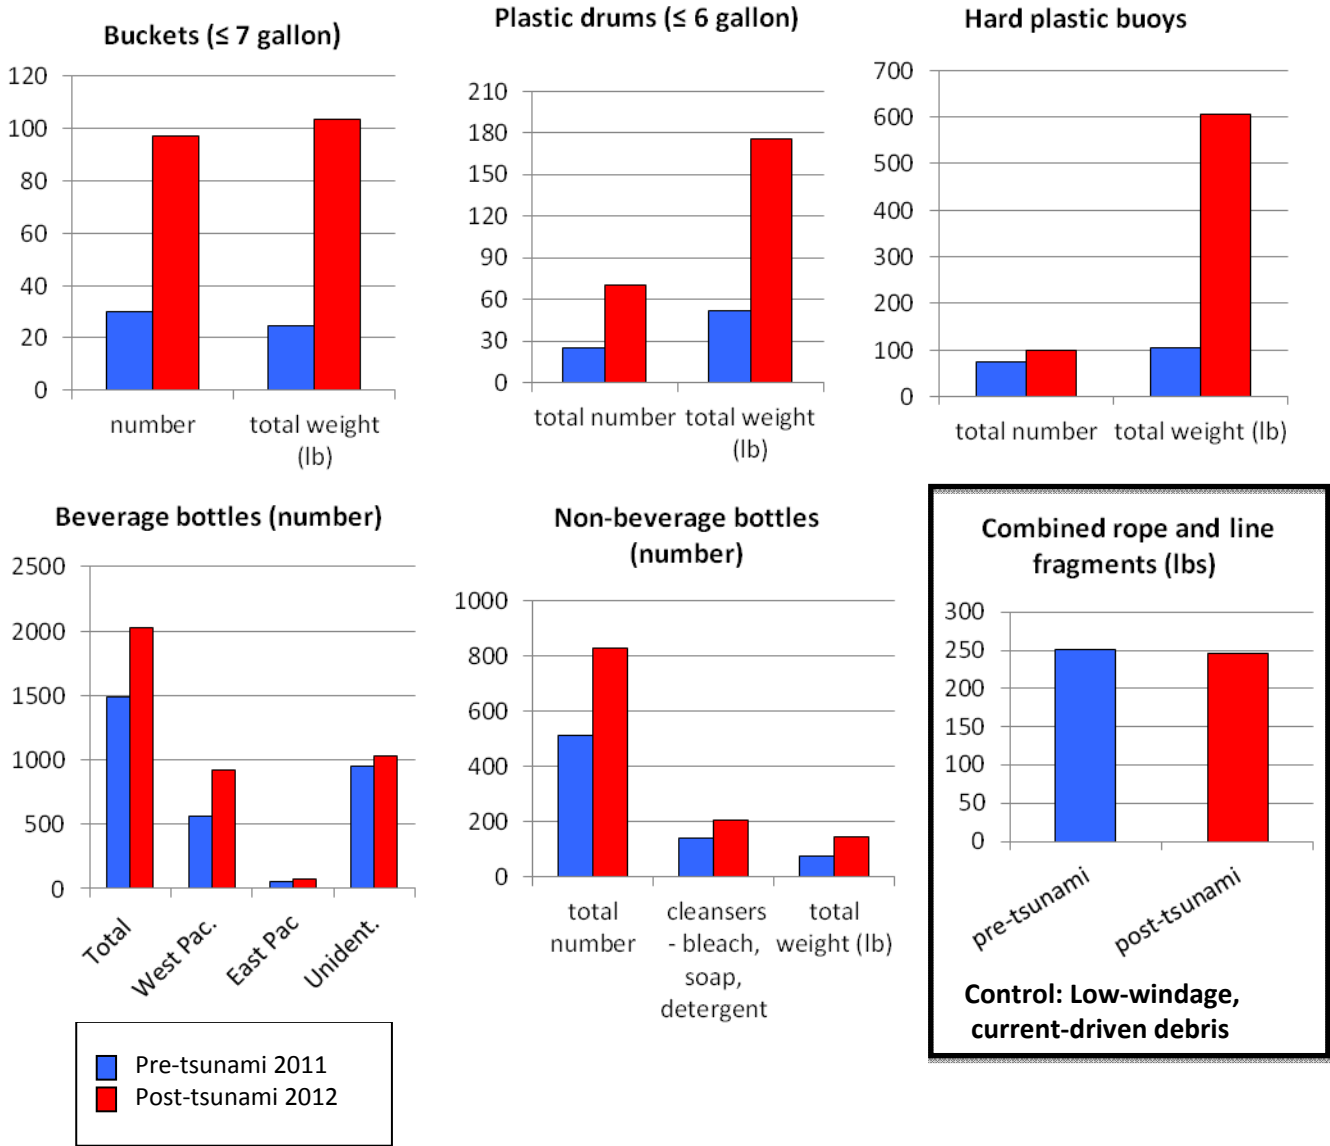 Buckets (≤ 7 gallon)
120
100
80
60
40
20
0
number
total weight
(lb)
Plastic drums (≤ 6 gallon)
210
180
150
120
90
60
30
0
total number
total weight
(lb)
Hard plastic buoys
700
600
500
400
300
200
100
0
total number
total weight (lb)
Beverage bottles (number)
2500
2000
1500
1000
500
0
Total
West Pac.
East Pac
Unident.
Non-beverage bottles
(number)
1000
800
600
400
200
0
total
number
cleansers
- bleach,
soap,
detergent
total
weight (lb)
Combined rope and line
fragments (lbs)
300
250
200
150
100
50
0
pre-tsunami
post-tsunami
Control: Low-windage,
current-driven debris
Pre-tsunami 2011
Post-tsunami 2012